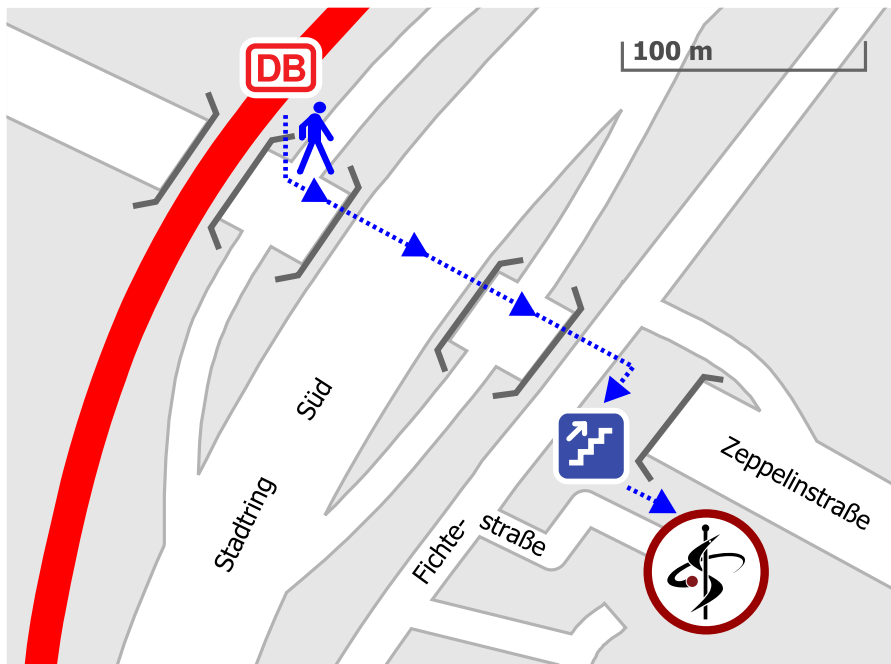 DB
100 m
Stadtring Süd
Zeppelinstraße
Fichte-
straße